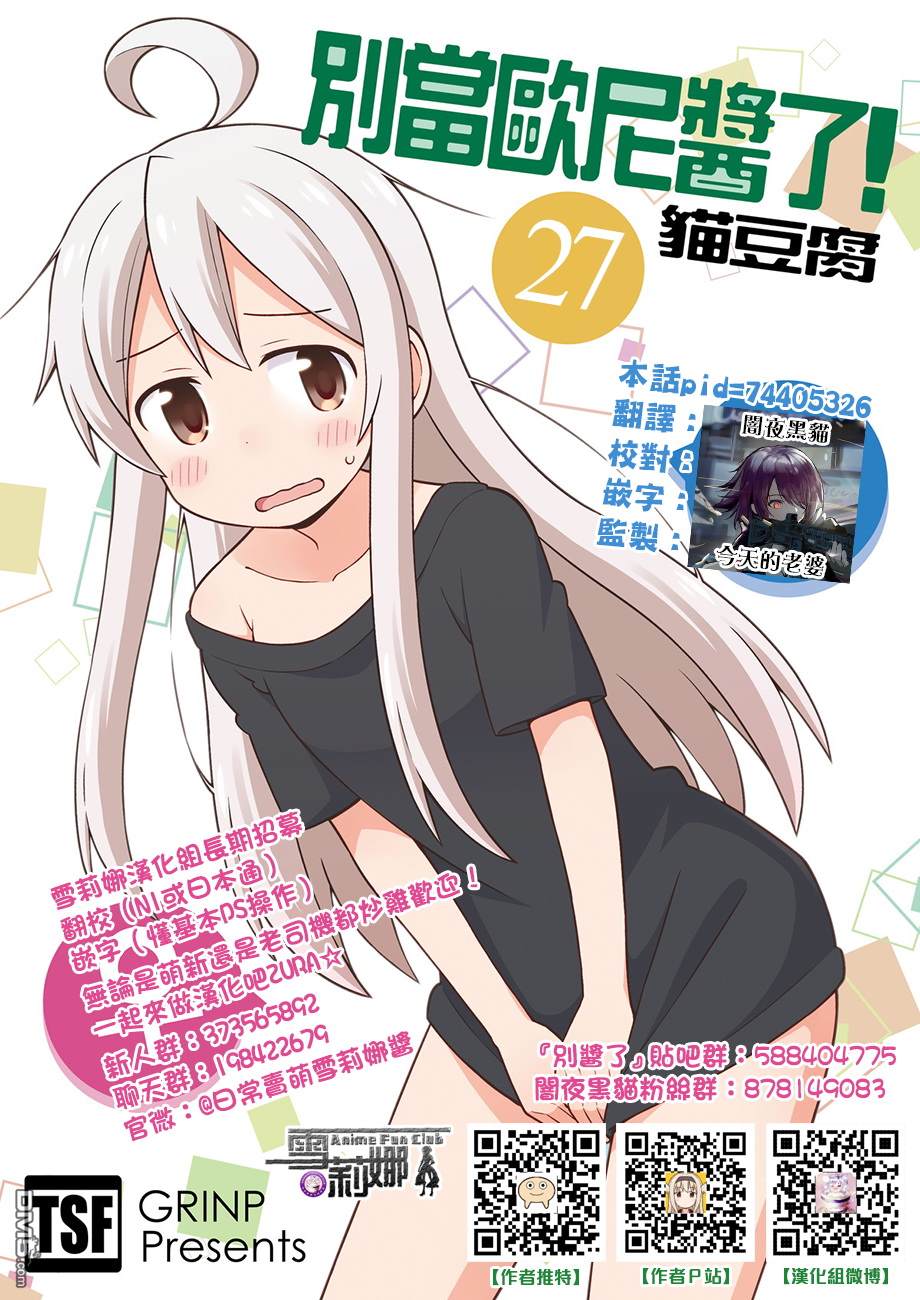 別當歐尼醬了!
27
貓豆腐
本話pid=74405326
翻譯：
校對：
嵌字：
監製：
闇夜黑貓
今天的老婆
雪莉娜漢化組長期招募
翻校（N1或日本通）
嵌字（懂基本PS操作）
無論是萌新還是老司機都炒雞歡迎！
一起來做漢化吧ZURA☆
新人群：373565892
聊天群：198422679
官微：@日常賣萌雪莉娜醬
『別醬了』貼吧群：588404775
闇夜黑貓粉絲群：878149083
Anime Fun Club
雪莉娜
TSF
GRINP
Presents
【作者推特】
【作者P站】
【漢化組微博】